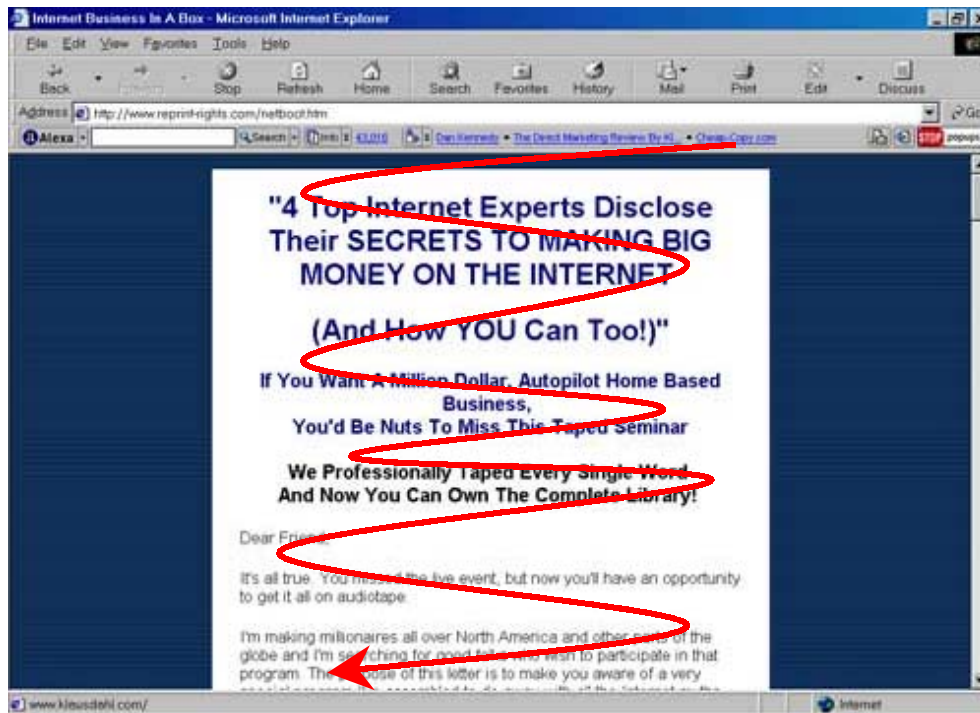 Internet Business In A Box - Microsoft Internet Explorer
File Edit View Favorites Tools Help
Back Stop Refresh Home Search Favorites History Mail Print Edit Discuss
Address http://www.reprint-rights.com/netboot.htm Go
Alexa Search 43,016 Dan Kennedy • The Direct Marketing Review By • Cheap-Copy.com STOP popups
"4 Top Internet Experts Disclose
Their SECRETS TO MAKING BIG
MONEY ON THE INTERNET
(And How YOU Can Too!)"
If You Want A Million Dollar, Autopilot Home Based
Business,
You'd Be Nuts To Miss This Taped Seminar
We Professionally Taped Every Single Word
And Now You Can Own The Complete Library!
Dear Friend,
It's all true. You missed the live event, but now you'll have an opportunity
to get it all on audiotape.
I'm making millionaires all over North America and other parts of the
globe and I'm searching for good folks who wish to participate in that
program. The purpose of this letter is to make you aware of a very
www.klausdahl.com/ Internet